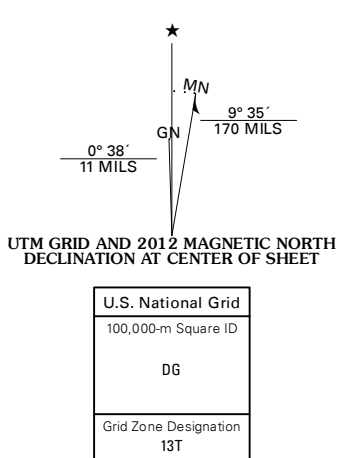 ★
MN
9° 35´
170 MILS
GN
0° 38´
11 MILS
UTM GRID AND 2012 MAGNETIC NORTH
DECLINATION AT CENTER OF SHEET
U.S. National Grid
100,000-m Square ID
DG
Grid Zone Designation
13T